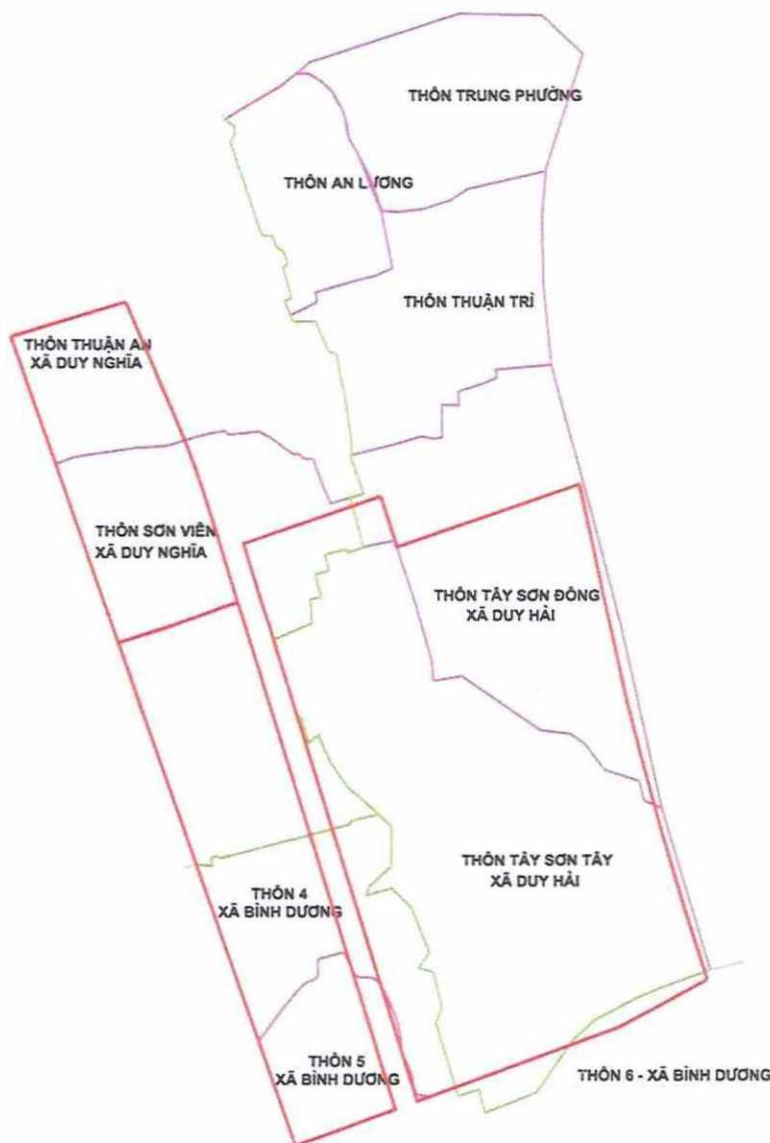 THÔN TRUNG PHƯỜNG
THÔN AN LƯƠNG
THÔN THUẬN TRÌ
THÔN THUẬN AN
XÃ DUY NGHĨA
THÔN SƠN VIÊN
XÃ DUY NGHĨA
THÔN TÂY SƠN ĐÔNG
XÃ DUY HẢI
THÔN TÂY SƠN TÂY
XÃ DUY HẢI
THÔN 4
XÃ BÌNH DƯƠNG
THÔN 5
XÃ BÌNH DƯƠNG
THÔN 6 - XÃ BÌNH DƯƠNG